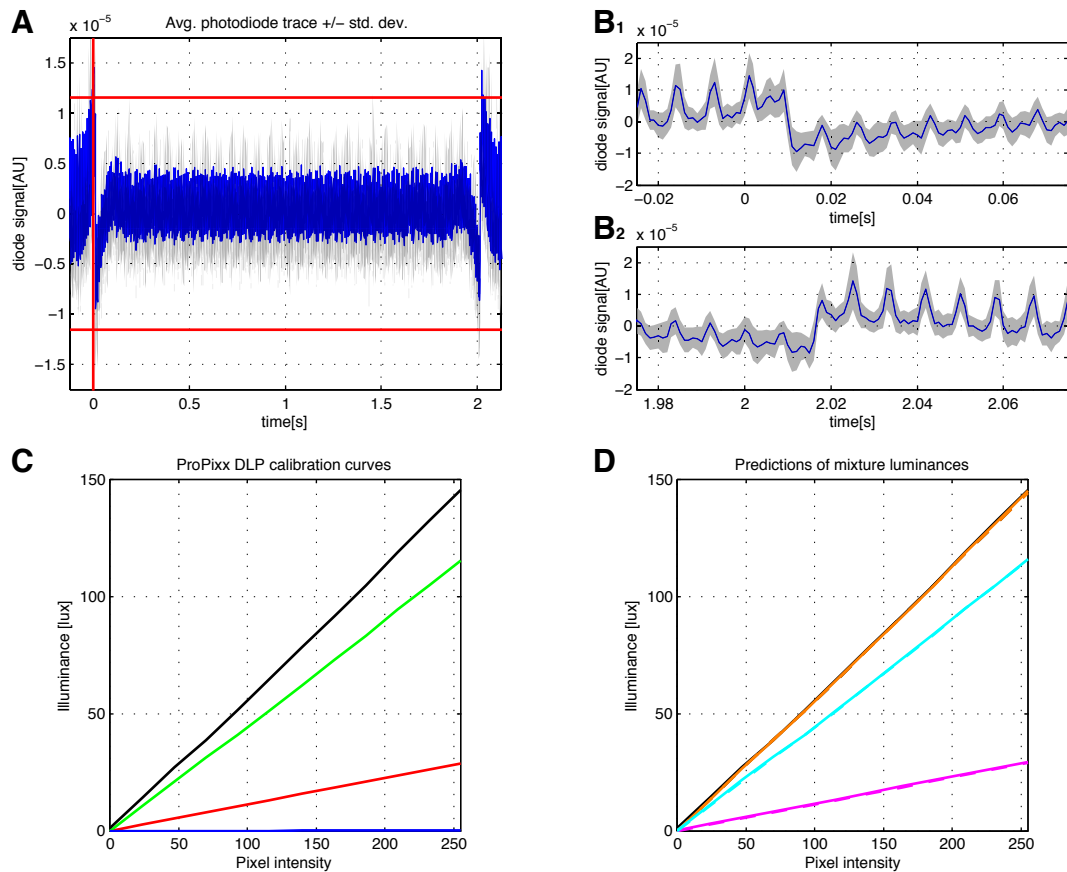 A
Avg. photodiode trace +/− std. dev.
x 10⁻⁵
1.5
1
0.5
0
−0.5
−1
−1.5
diode signal[AU]
0
0.5
1
1.5
2
time[s]
B₁
x 10⁻⁵
2
1
0
−1
−2
diode signal[AU]
−0.02
0
0.02
0.04
0.06
time[s]
B₂
x 10⁻⁵
2
1
0
−1
−2
diode signal[AU]
1.98
2
2.02
2.04
2.06
time[s]
C
ProPixx DLP calibration curves
150
100
50
0
Illuminance [lux]
0
50
100
150
200
250
Pixel intensity
D
Predictions of mixture luminances
150
100
50
0
Illuminance [lux]
0
50
100
150
200
250
Pixel intensity